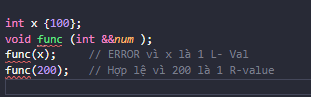 int x {100};
void func (int &&num );
func(x);     // ERROR vì x là 1 L- Val
func(200);   // Hợp lệ vì 200 là 1 R-value